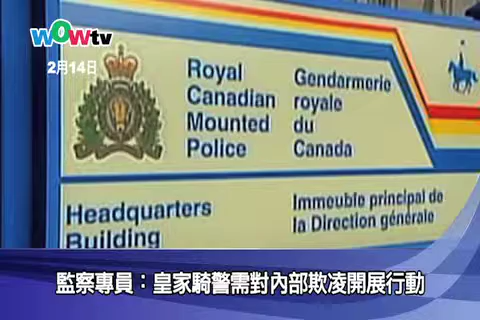 WOWtv
2月14日
Royal
Canadian
Mounted
Police
Gendarmerie
royale
du
Canada
Headquarters
Building
Immeuble principal de
la Direction générale
監察專員：皇家騎警需對內部欺凌開展行動